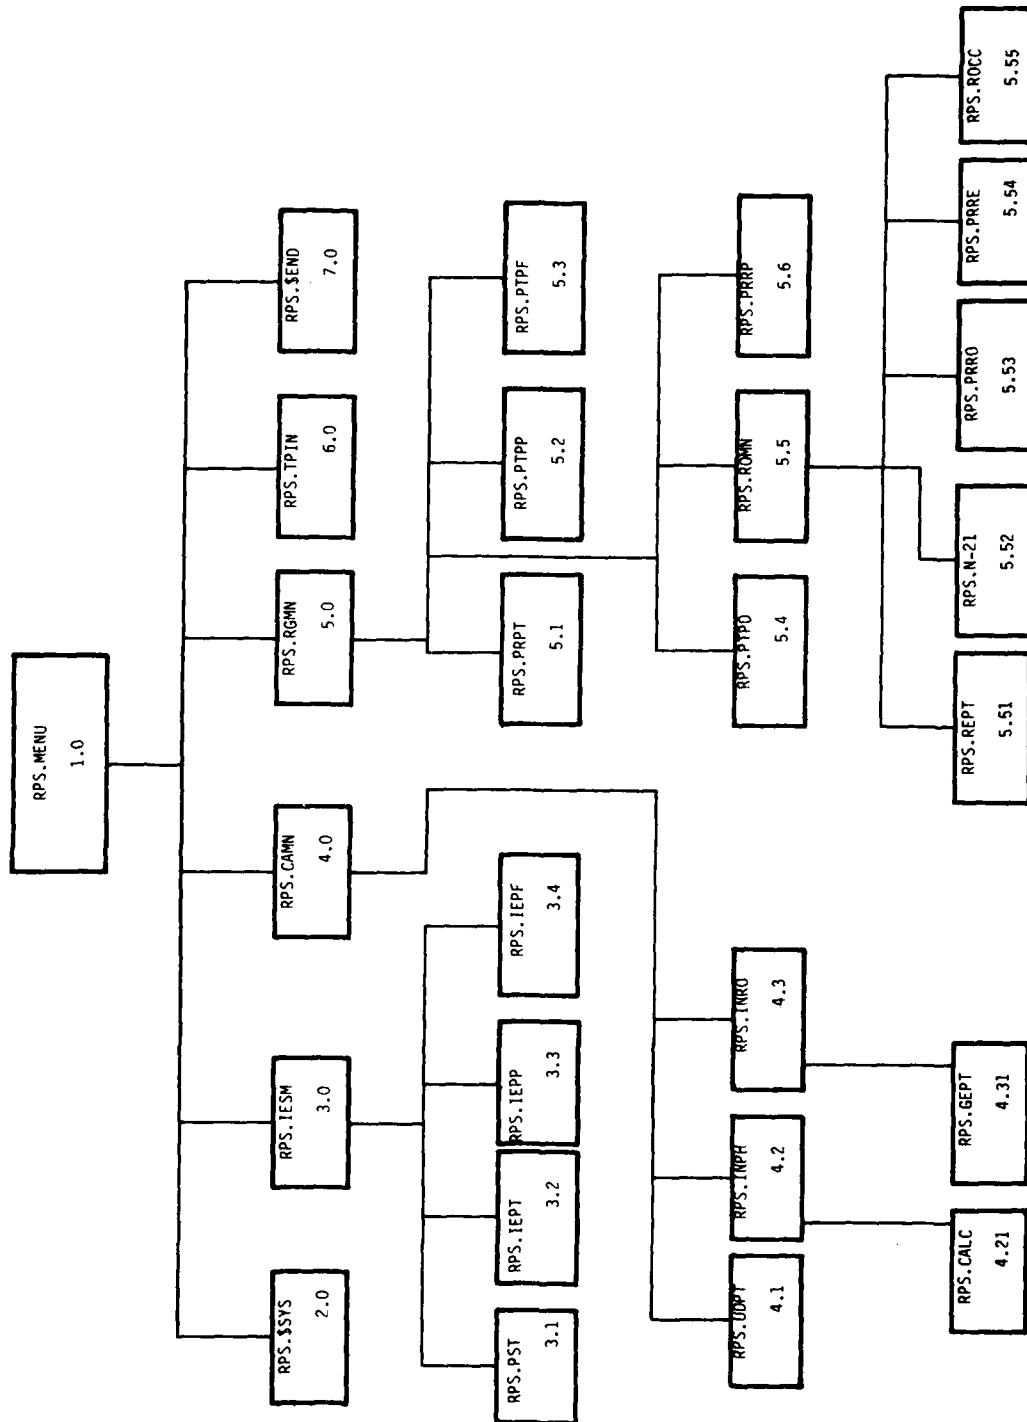 RPS.MENU
1.0
RPS.$SYS
2.0
RPS.IESM
3.0
RPS.CAMN
4.0
RPS.RGMN
5.0
RPS.TPIN
6.0
RPS.$END
7.0
RPS.PST
3.1
RPS.IEPT
3.2
RPS.IEPP
3.3
RPS.IEPF
3.4
RPS.PRPT
5.1
RPS.PTPP
5.2
RPS.PTPF
5.3
RPS.UDPT
4.1
RPS.INPH
4.2
RPS.INRO
4.3
RPS.PTPO
5.4
RPS.ROMN
5.5
RPS.PRRP
5.6
RPS.CALC
4.21
RPS.GEPT
4.31
RPS.REPT
5.51
RPS.N-21
5.52
RPS.PRRO
5.53
RPS.PRRE
5.54
RPS.ROCC
5.55